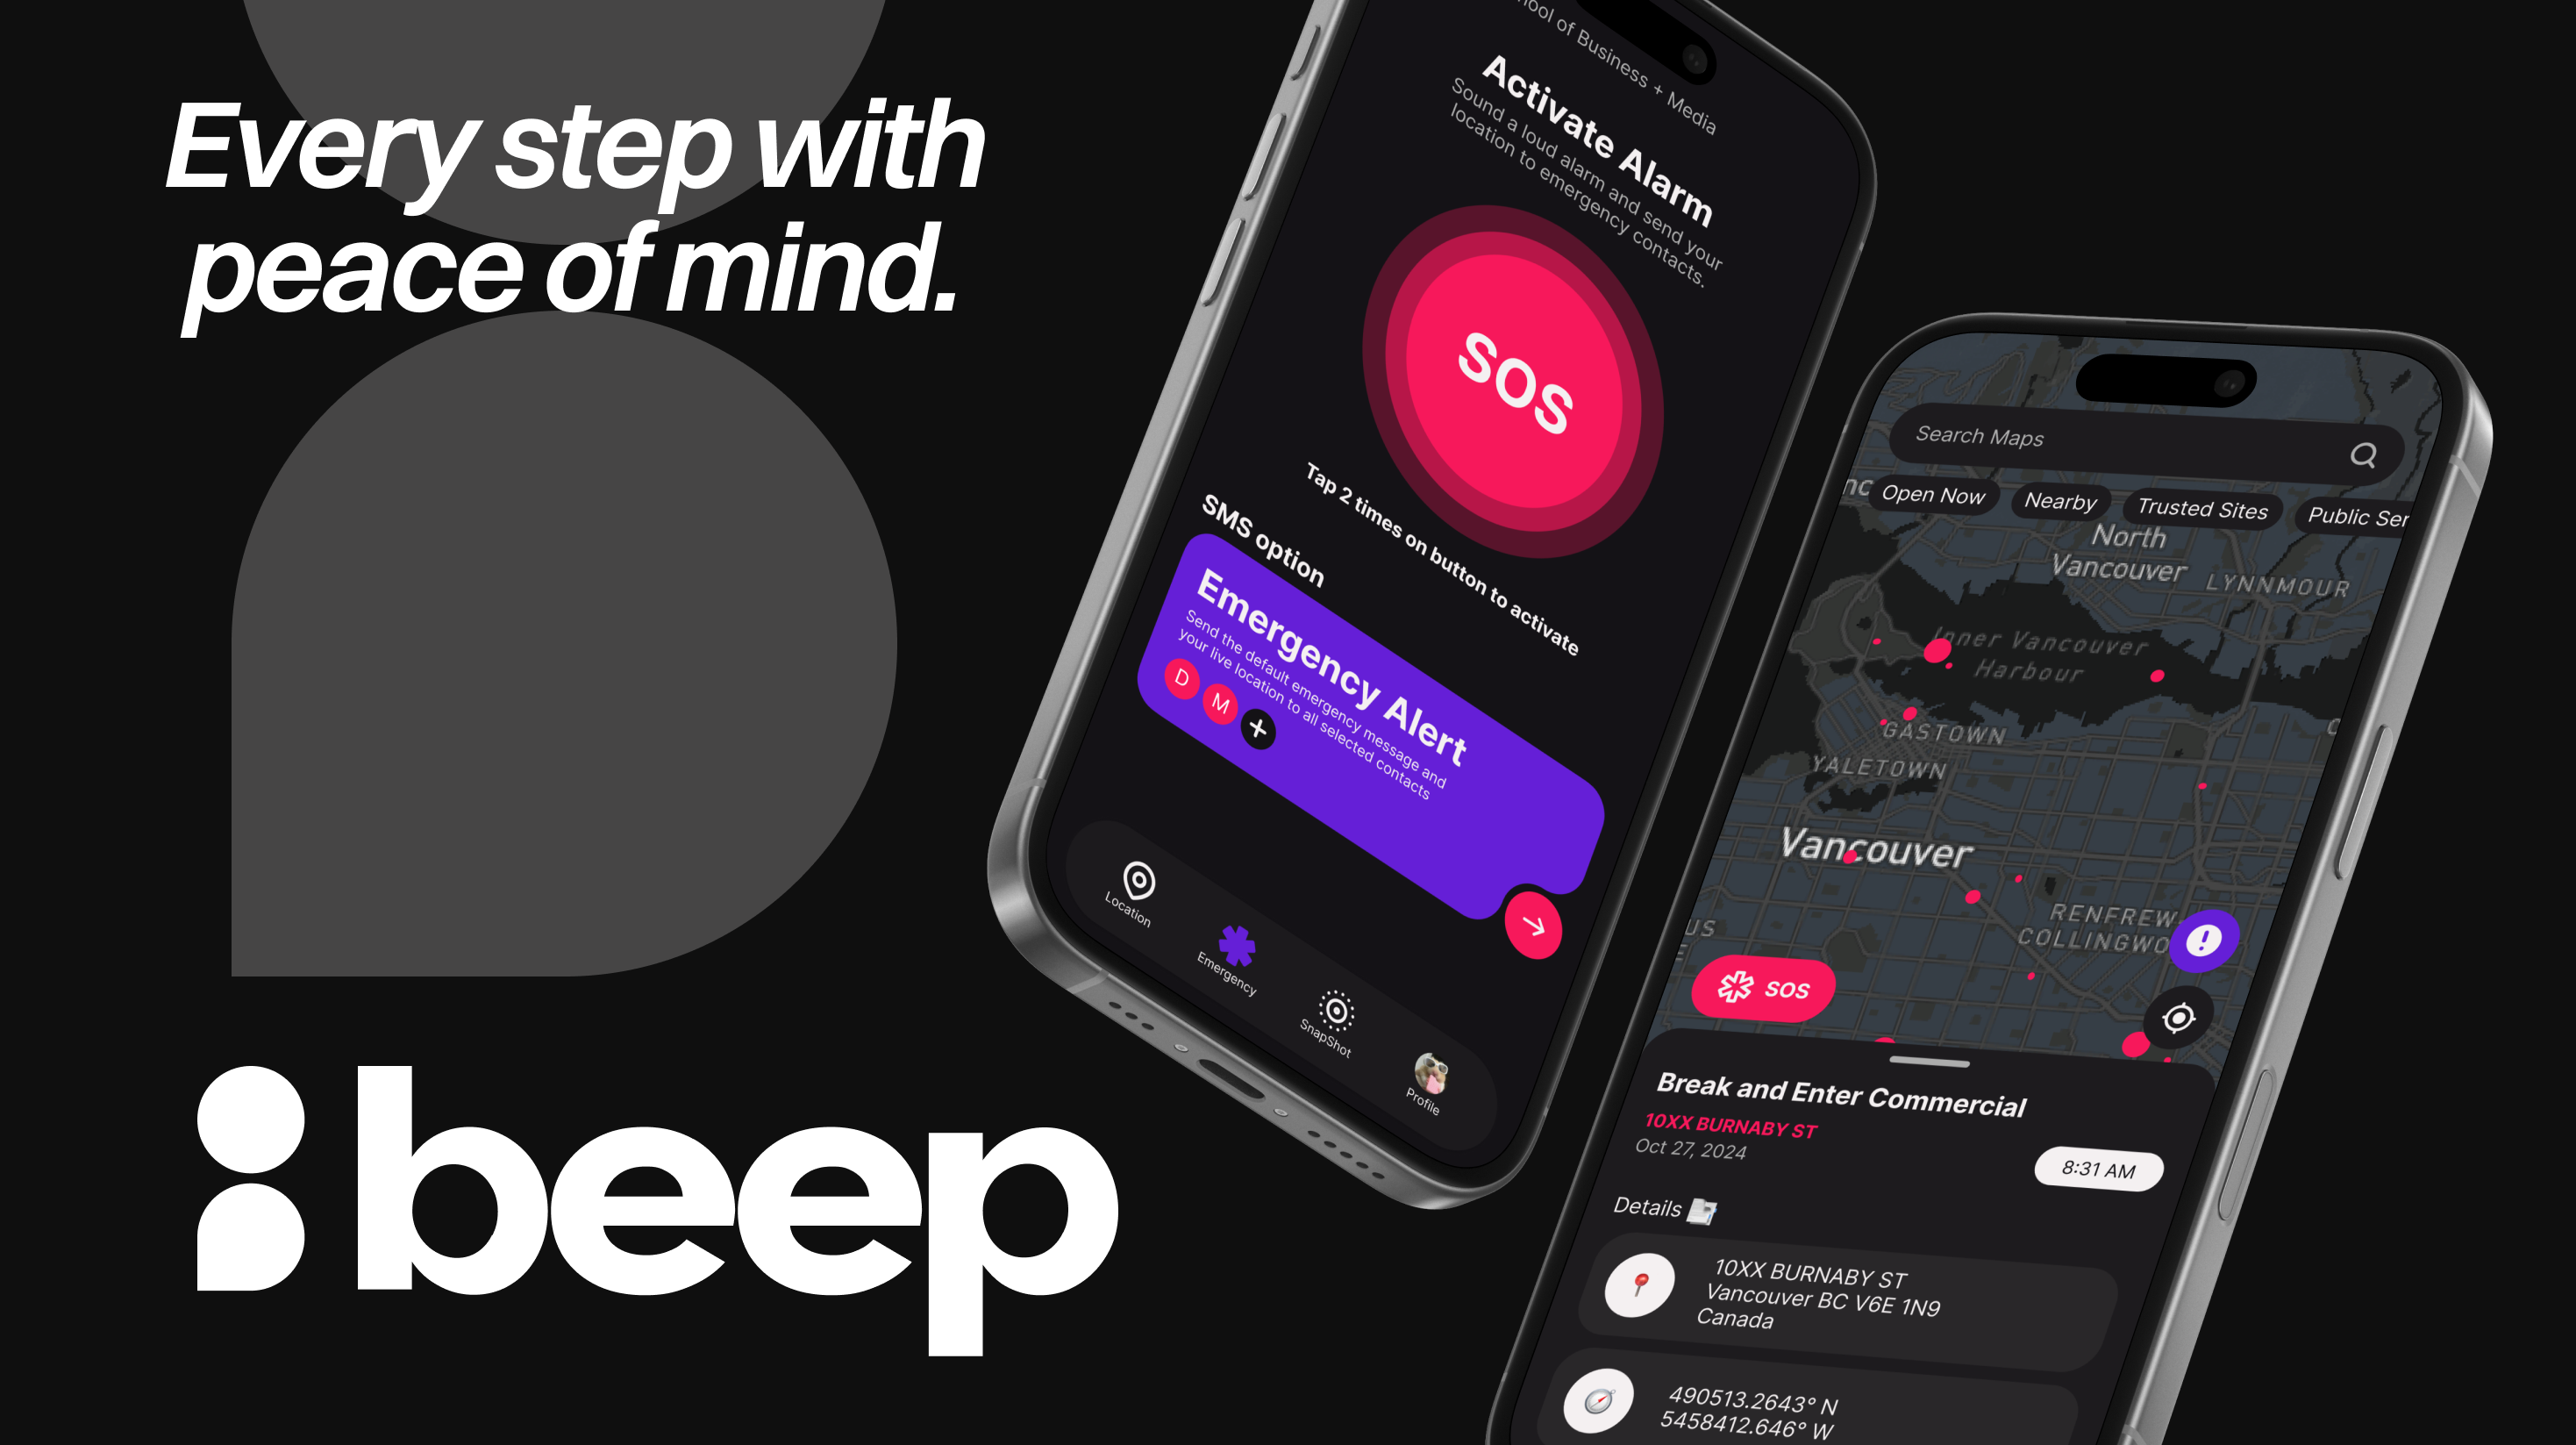 Every step with
peace of mind.
beep
of Business + Media
Activate Alarm
Sound a loud alarm and send your
location to emergency contacts.
SOS
Tap 2 times on button to activate
SMS option
Emergency Alert
Send the default emergency message and
your live location to all selected contacts
D M
Location
Emergency
SnapShot
Profile
Search Maps
Open Now Nearby Trusted Sites Public
North
Vancouver
LYNNMOUR
Inner Vancouver
Harbour
GASTOWN
YALETOWN
Vancouver
RENFREW
SOS
Break and Enter Commercial
10XX BURNABY ST
Oct 27, 2024
8:31 AM
Details
10XX BURNABY ST
Vancouver BC V6E 1N9
Canada
490513.2643° N
5458412.646° W